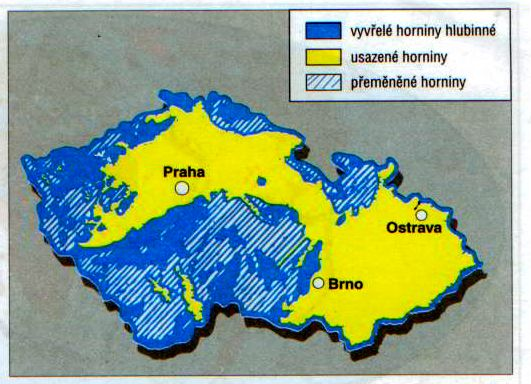 vyvřelé horniny hlubinné
usazené horniny
přeměněné horniny
Praha
Ostrava
Brno